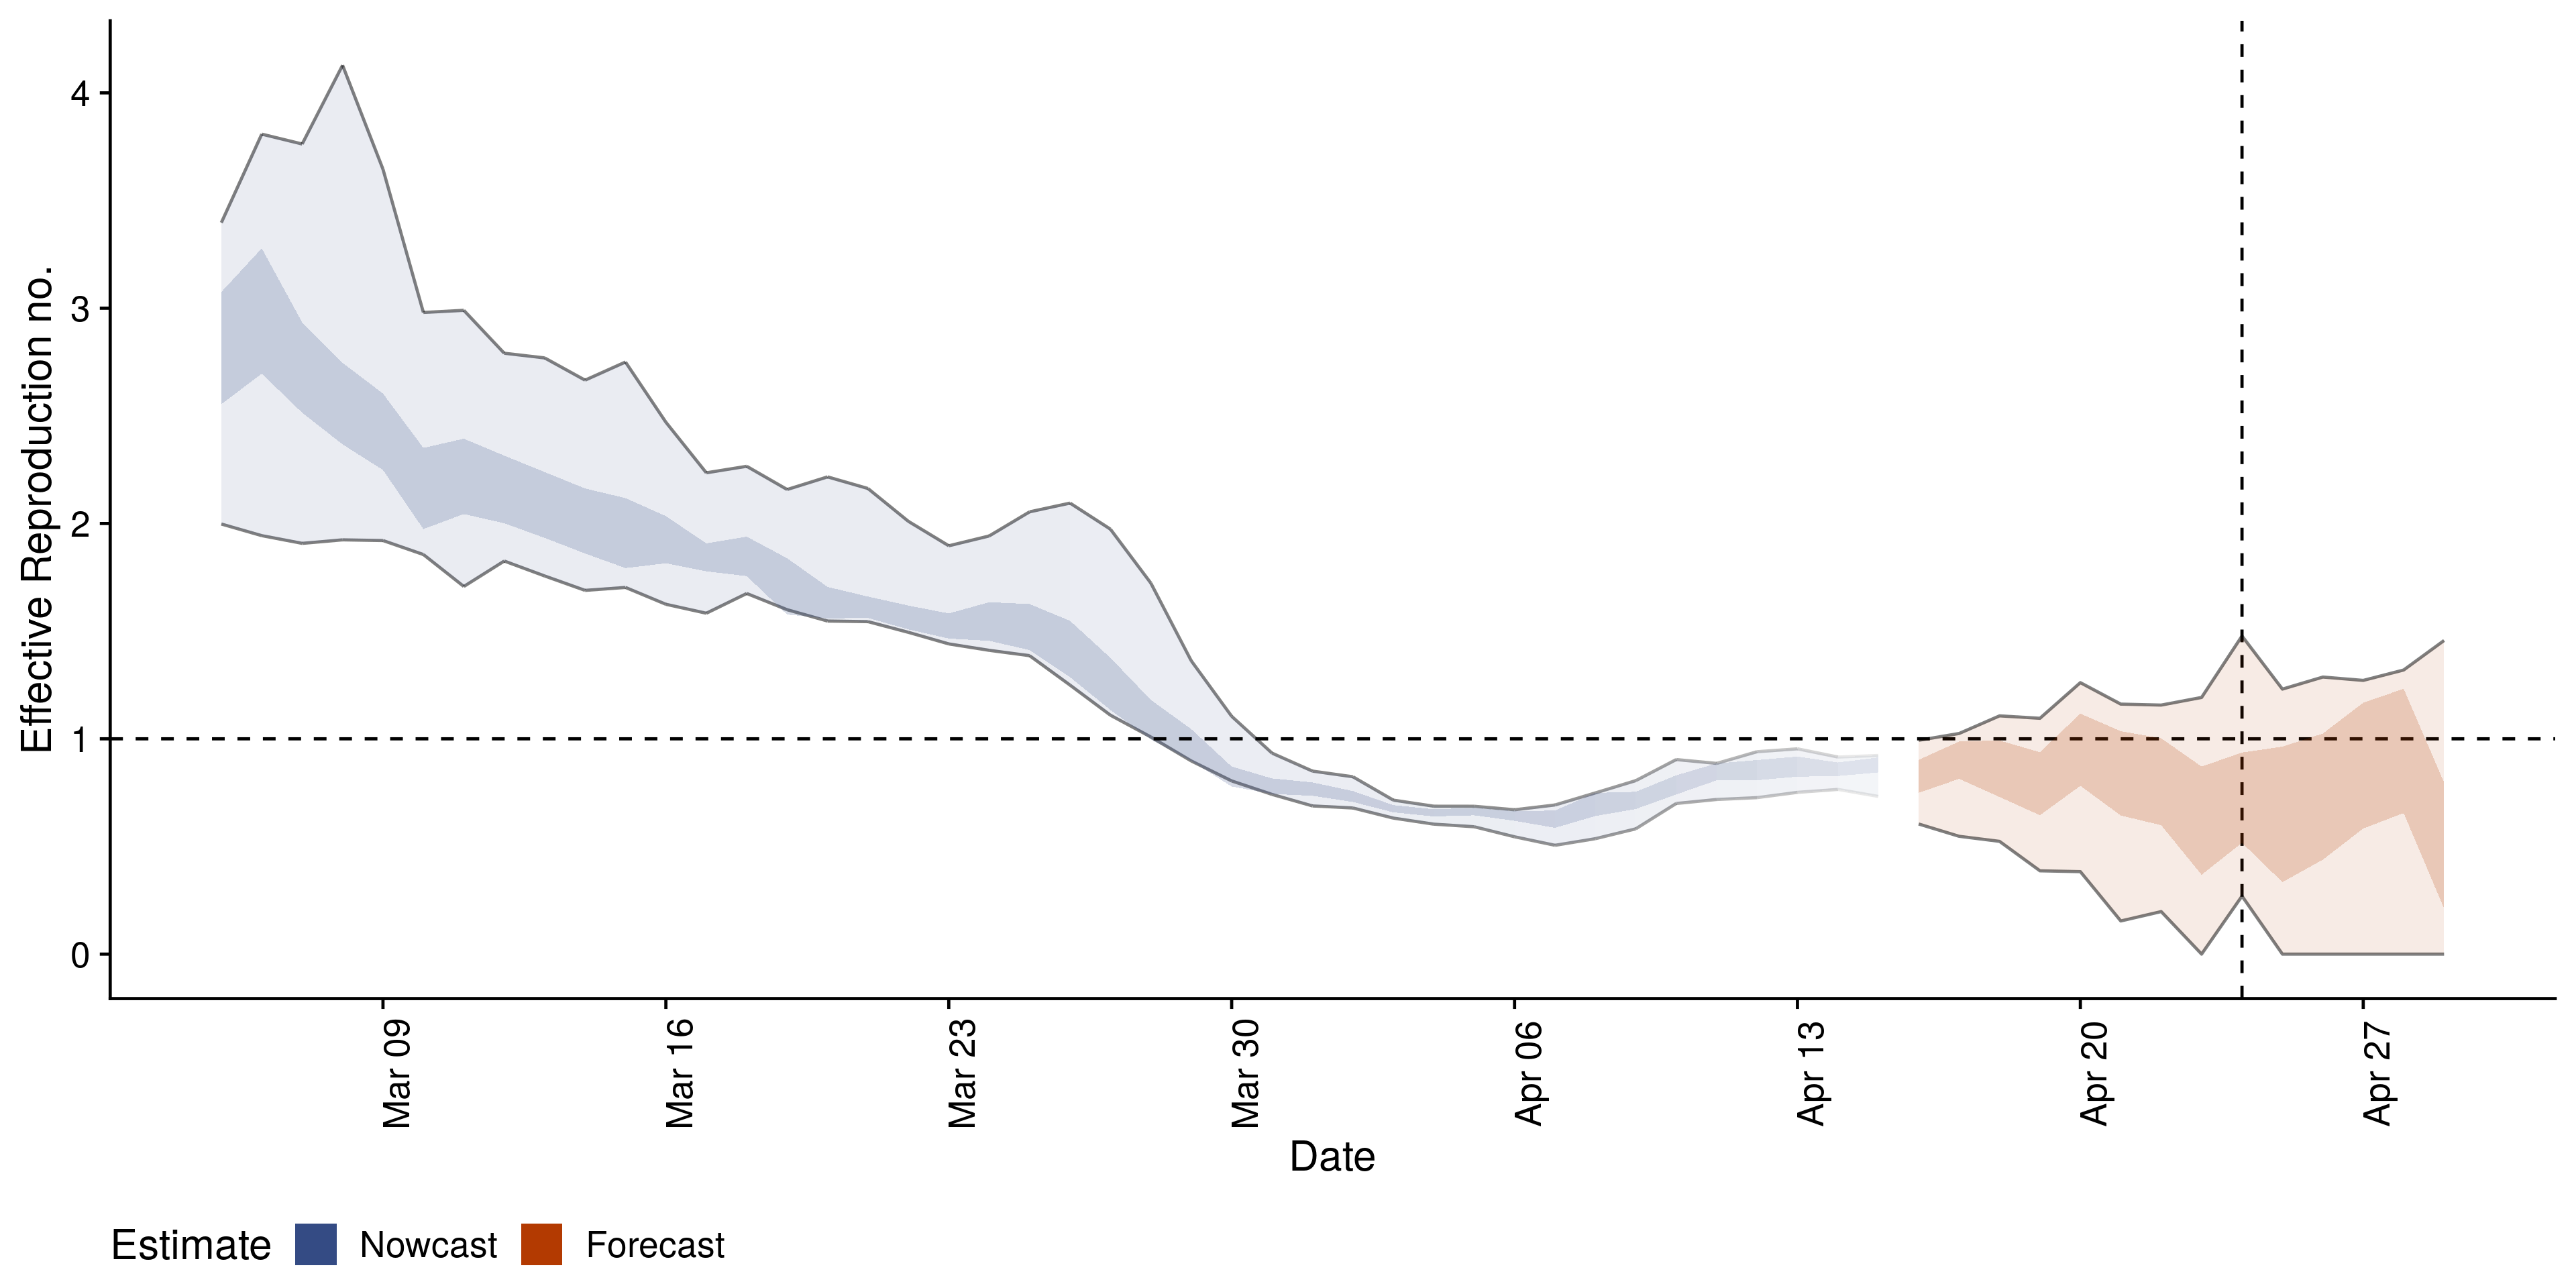 Effective Reproduction no.
4
3
2
1
0
Mar 09
Mar 16
Mar 23
Mar 30
Apr 06
Apr 13
Apr 20
Apr 27
Date
Estimate Nowcast Forecast